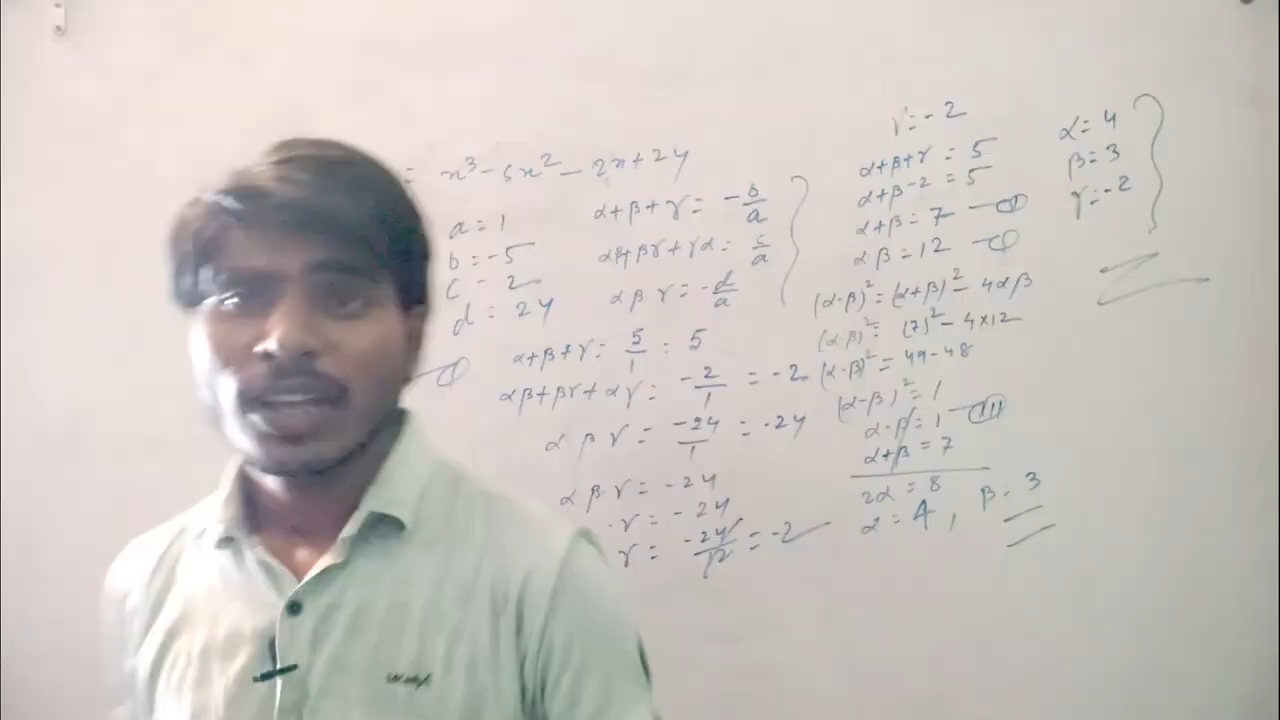 = x³-5x²-2x+24
a = 1
b = -5
c - 2
d = 24
α+β+γ = -b/a
αβ+βγ+γα = c/a
αβγ = -d/a
α+β+γ = 5/1 = 5
αβ+βγ+αγ = -2/1 = -2
αβγ = -24/1 = -24
αβγ = -24
γ = -24
γ = -24/12 = -2
γ = -2
α+β+γ = 5
α+β-2 = 5
α+β = 7 — ①
αβ = 12
(α-β)² = (α+β)² - 4αβ
(α-β)² = (7)² - 4×12
(α-β)² = 49-48
(α-β)² = 1
α-β = 1 — (III)
α+β = 7
2α = 8
α = 4, β - 3
α = 4
β = 3
γ = -2